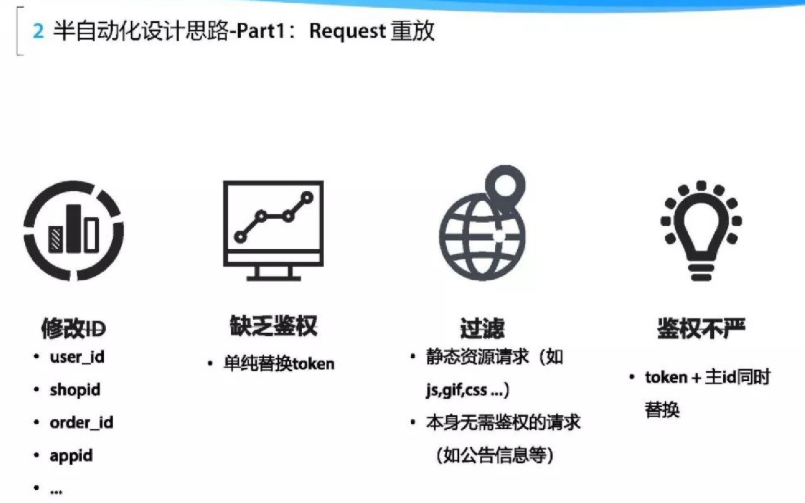 2 半自动化设计思路-Part1：Request 重放
修改ID
• user_id
• shopid
• order_id
• appid
• ...
缺乏鉴权
• 单纯替换token
过滤
• 静态资源请求（如
js,gif,css ...）
• 本身无需鉴权的请求
（如公告信息等）
鉴权不严
• token + 主id同时
替换